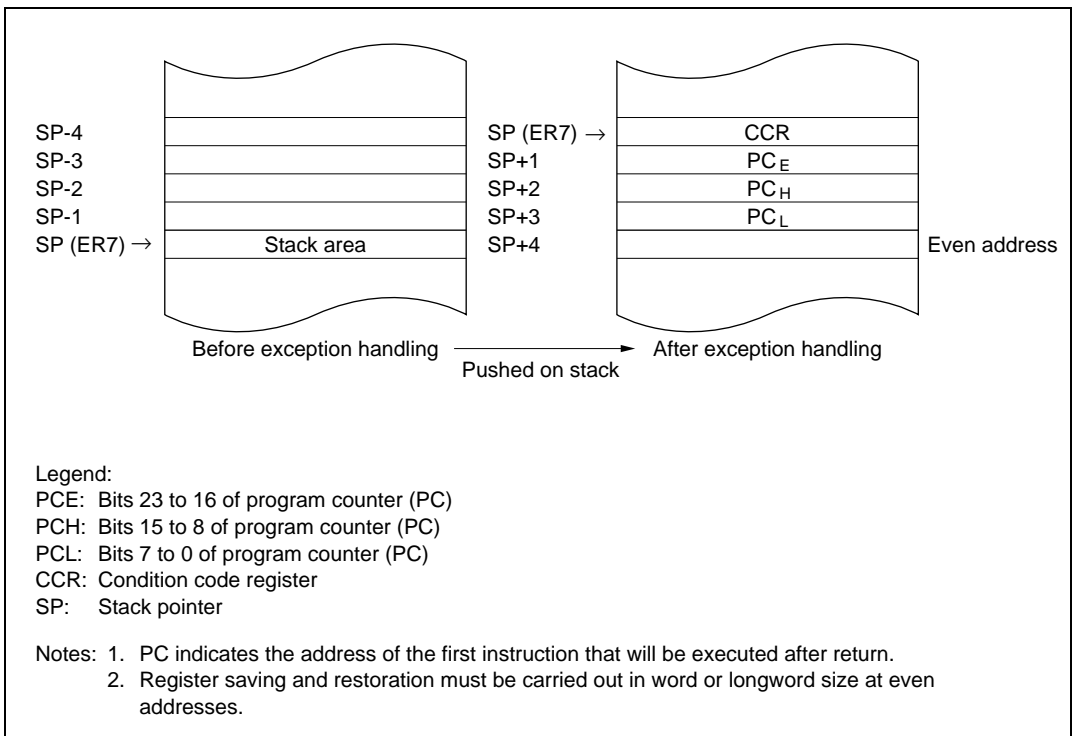 SP-4
SP-3
SP-2
SP-1
SP (ER7) →
Stack area
SP (ER7) →
SP+1
SP+2
SP+3
SP+4
CCR
PCE
PCH
PCL
Even address
Before exception handling
Pushed on stack
After exception handling
Legend:
PCE: Bits 23 to 16 of program counter (PC)
PCH: Bits 15 to 8 of program counter (PC)
PCL: Bits 7 to 0 of program counter (PC)
CCR: Condition code register
SP: Stack pointer
Notes: 1. PC indicates the address of the first instruction that will be executed after return.
2. Register saving and restoration must be carried out in word or longword size at even
addresses.